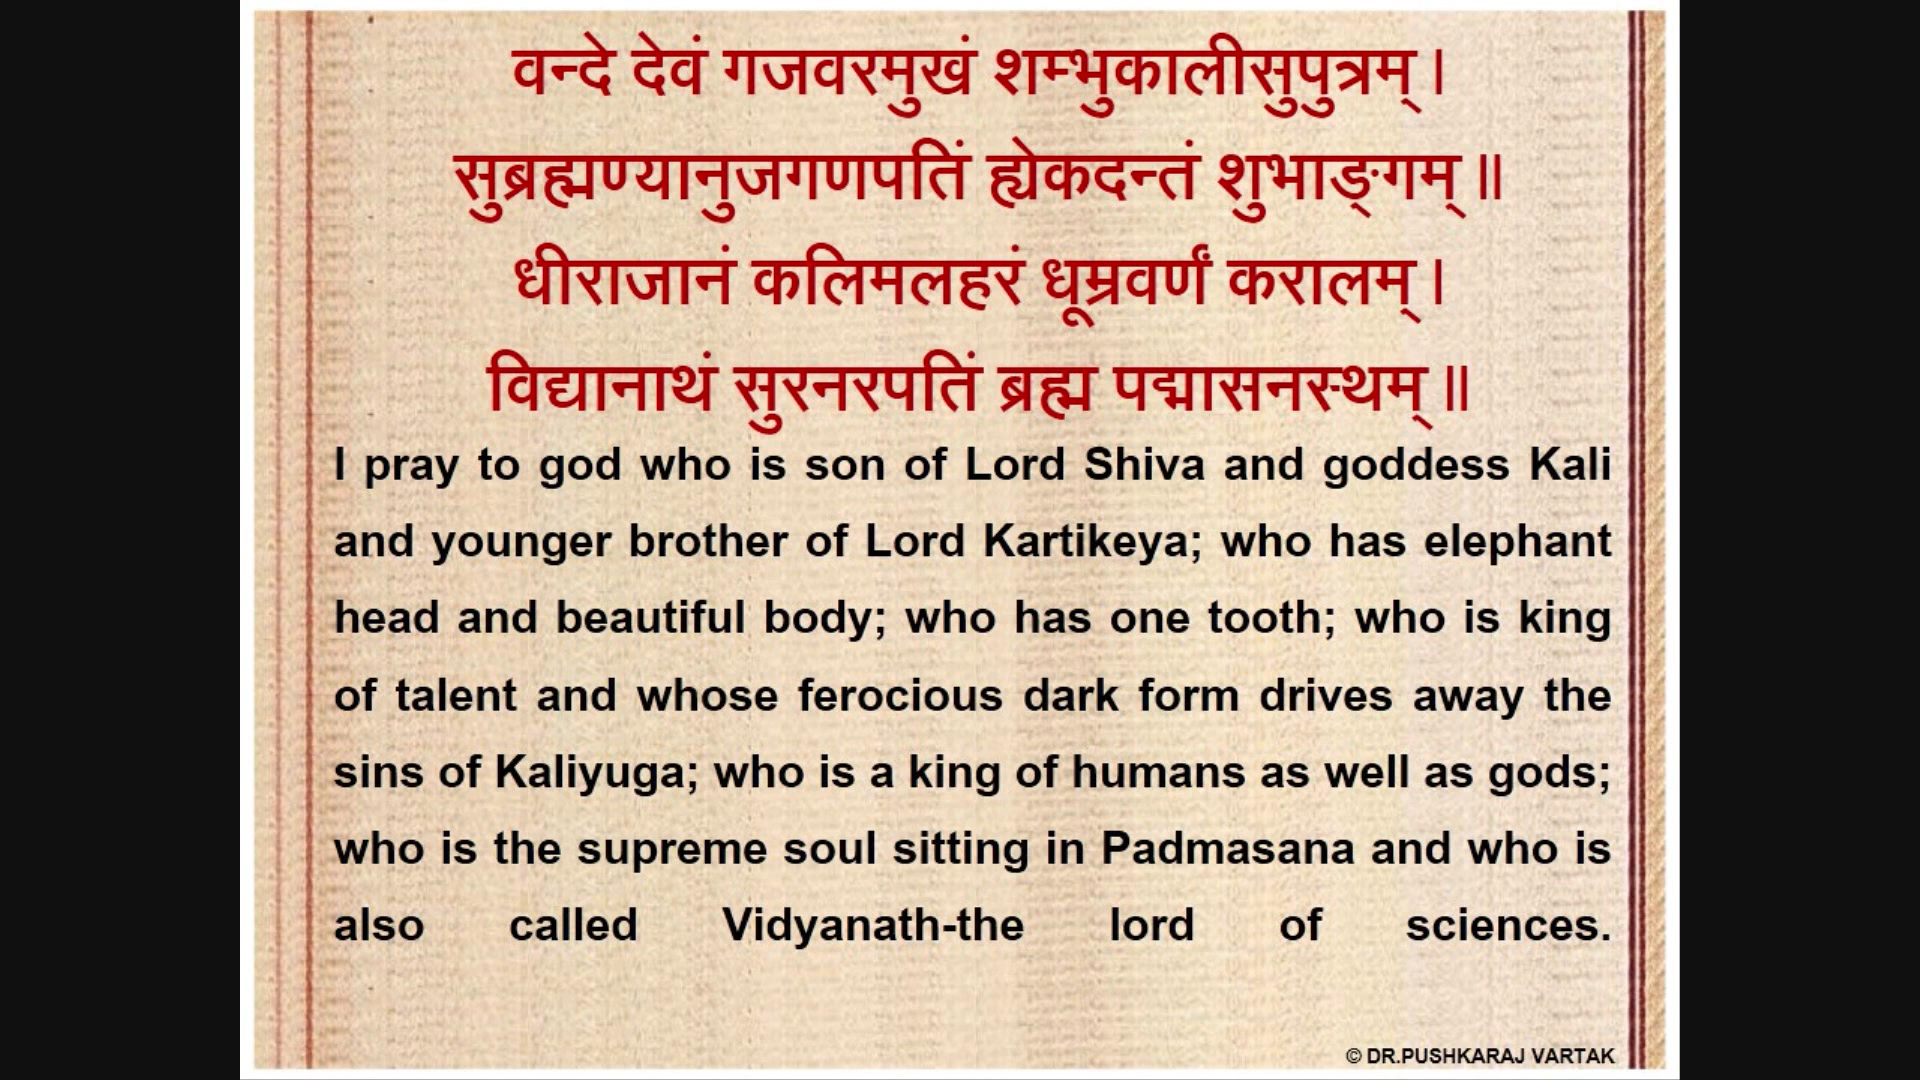 वन्दे देवं गजवरमुखं शम्भुकालीसुपुत्रम् ।
सुब्रह्मण्यानुजगणपतिं ह्येकदन्तं शुभाङ्गम् ॥
धीराजानं कलिमलहरं धूम्रवर्णं करालम् ।
विद्यानाथं सुरनरपतिं ब्रह्म पद्मासनस्थम् ॥
I pray to god who is son of Lord Shiva and goddess Kali
and younger brother of Lord Kartikeya; who has elephant
head and beautiful body; who has one tooth; who is king
of talent and whose ferocious dark form drives away the
sins of Kaliyuga; who is a king of humans as well as gods;
who is the supreme soul sitting in Padmasana and who is
also called Vidyanath-the lord of sciences.
© DR.PUSHKARAJ VARTAK